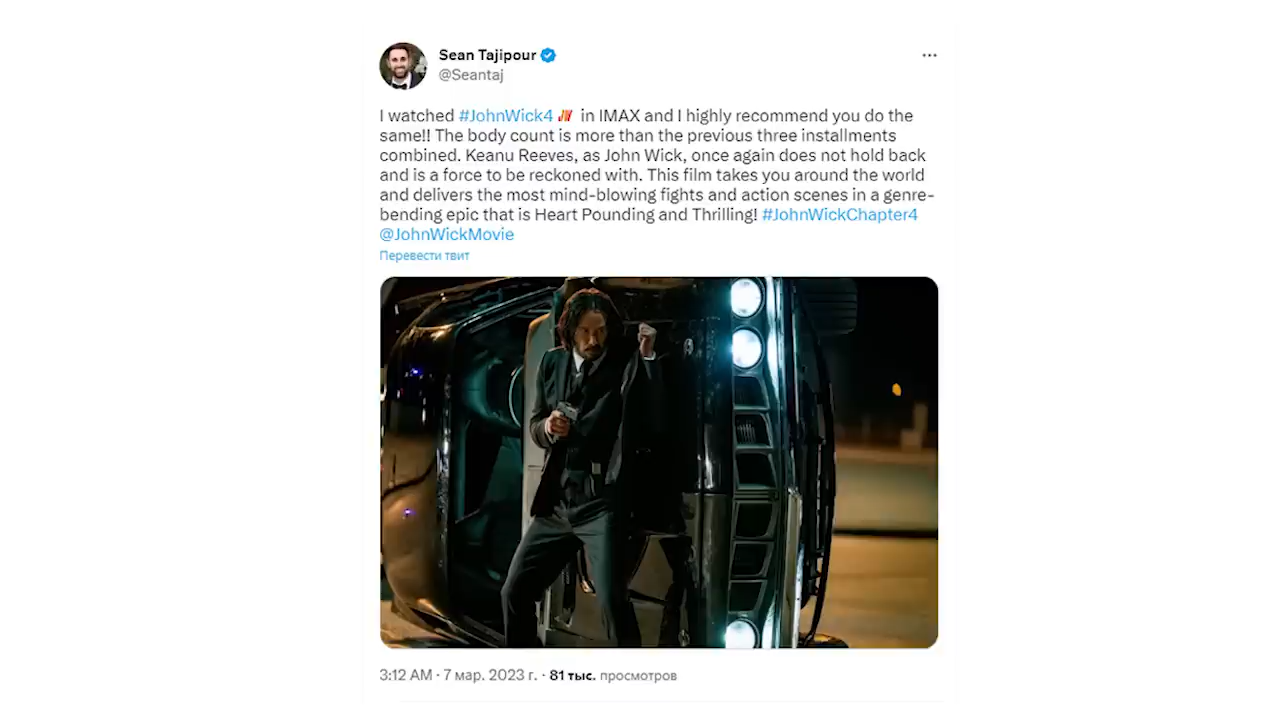 Sean Tajipour
@Seantaj
I watched #JohnWick4 JW in IMAX and I highly recommend you do the
same!! The body count is more than the previous three installments
combined. Keanu Reeves, as John Wick, once again does not hold back
and is a force to be reckoned with. This film takes you around the world
and delivers the most mind-blowing fights and action scenes in a genre-
bending epic that is Heart Pounding and Thrilling! #JohnWickChapter4
@JohnWickMovie
Перевести твит
3:12 AM · 7 мар. 2023 г. · 81 тыс. просмотров